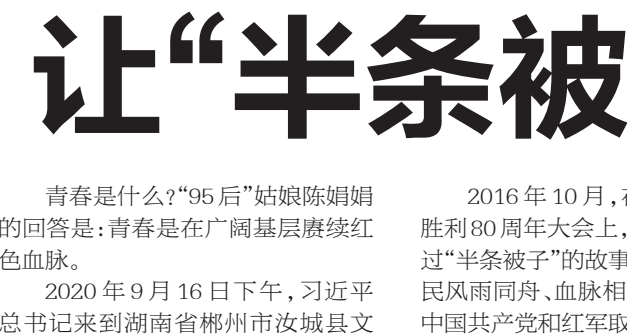 让“半条被
青春是什么?“95后”姑娘陈娟娟
的回答是:青春是在广阔基层赓续红
色血脉。
2020年9月16日下午,习近平
总书记来到湖南省郴州市汝城县文
2016年10月,在
胜利80周年大会上,
过“半条被子”的故事
民风雨同舟、血脉相
中国共产党和红军取